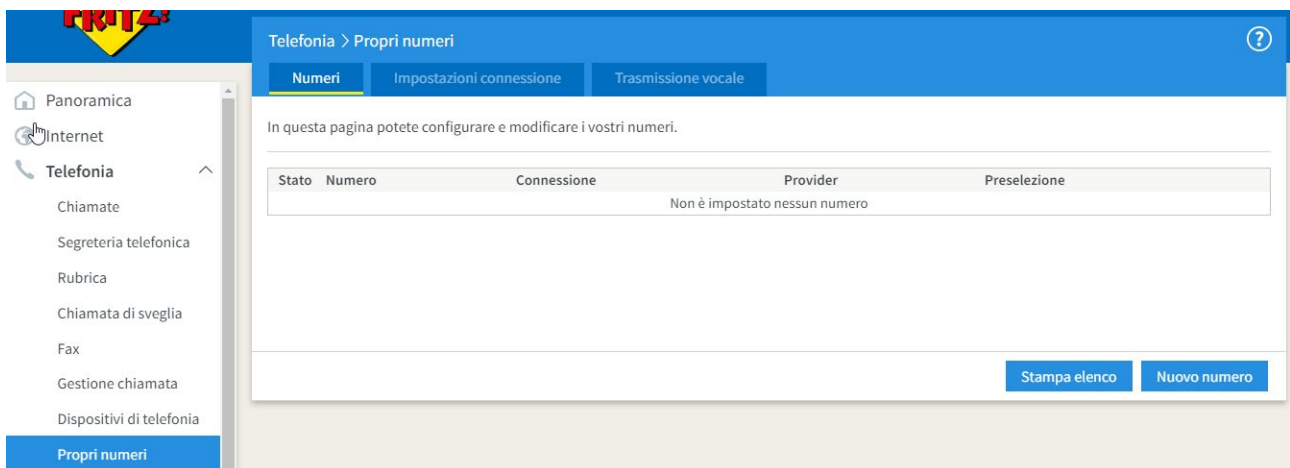 FRITZ!
Telefonia > Propri numeri
?
Numeri Impostazioni connessione Trasmissione vocale
Panoramica
Internet
Telefonia
Chiamate
Segreteria telefonica
Rubrica
Chiamata di sveglia
Fax
Gestione chiamata
Dispositivi di telefonia
Propri numeri
In questa pagina potete configurare e modificare i vostri numeri.
Stato Numero Connessione Provider Preselezione
Non è impostato nessun numero
Stampa elenco Nuovo numero